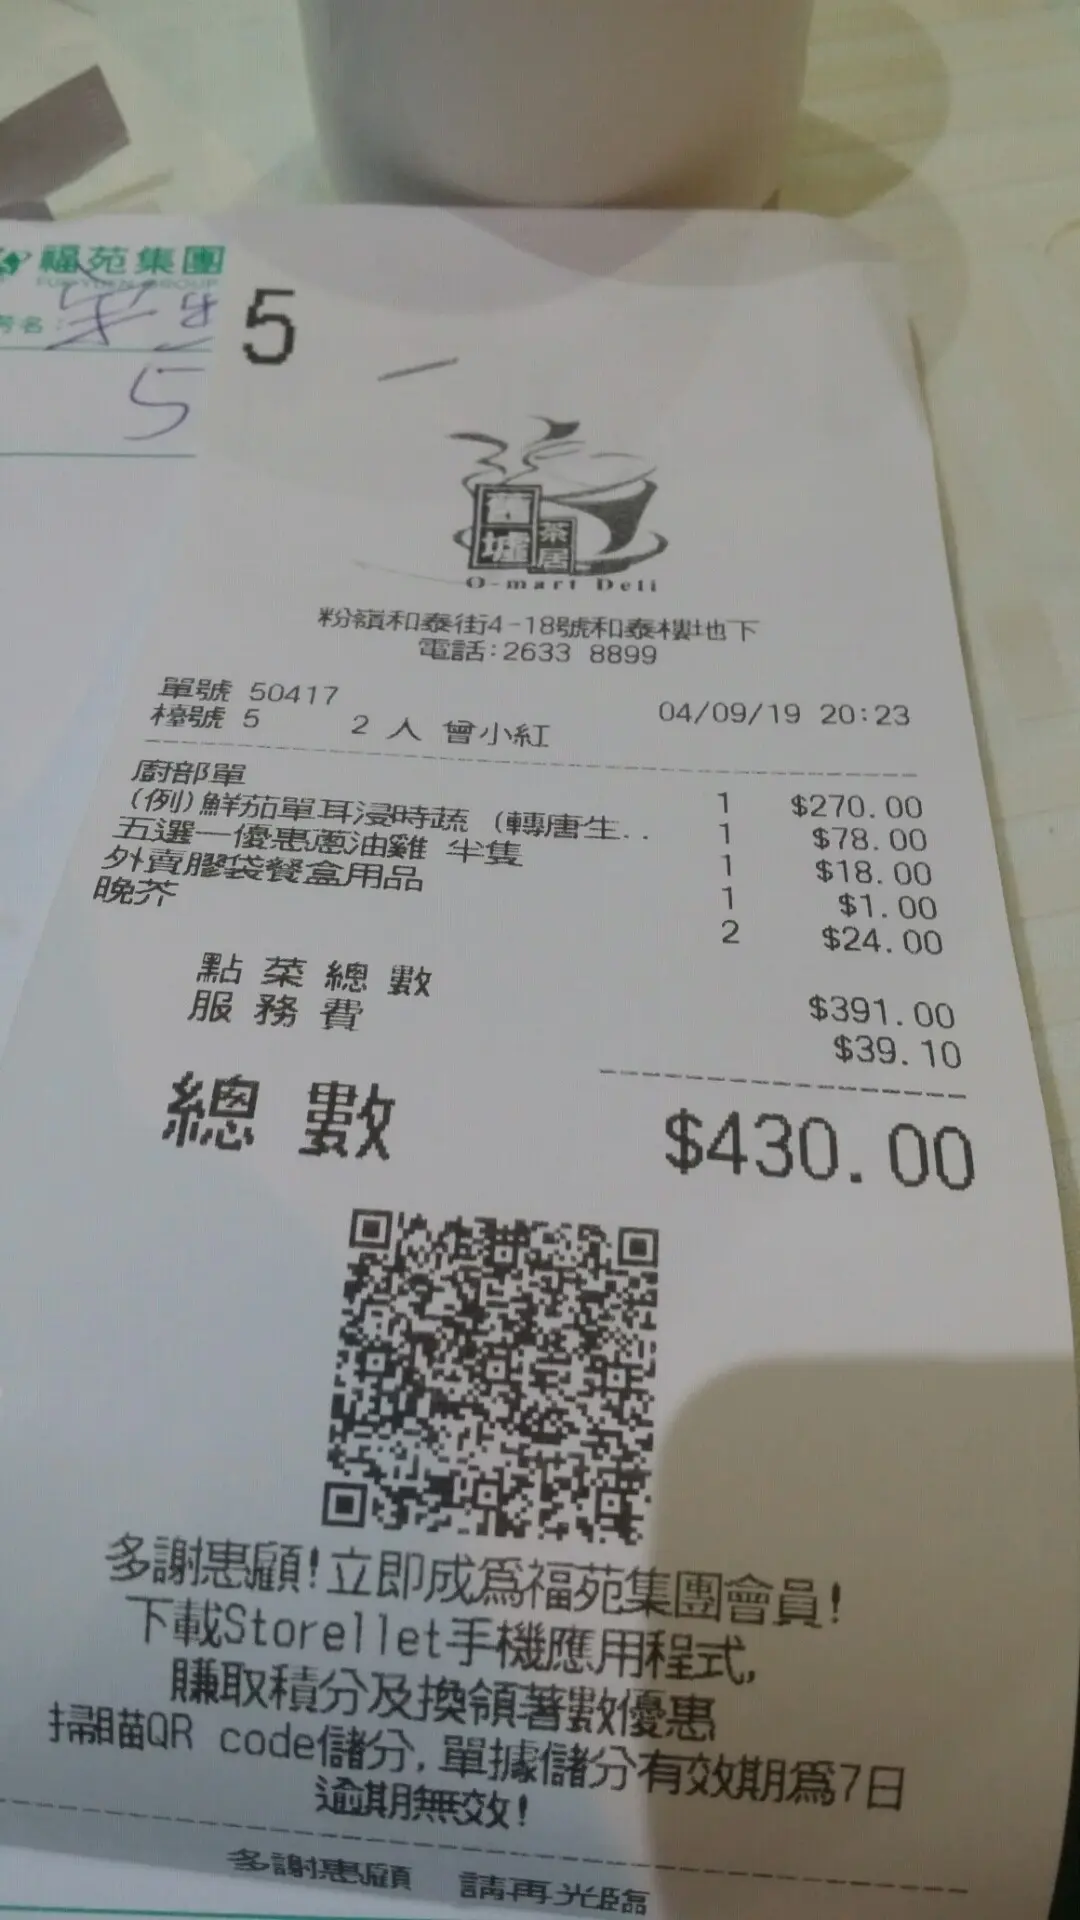 福苑集團
FUK YUEN GROUP
芳名：
5
5
舊墟
茶居
O-mart Deli
粉嶺和泰街4-18號和泰樓地下
電話:2633 8899
單號 50417
檯號 5 2 人 曾小紅 04/09/19 20:23
廚部單 1 $270.00
(例)鮮茄單耳浸時蔬 (轉唐生.. 1 $78.00
五選一優惠蔥油雞 半隻 1 $18.00
外賣膠袋餐盒用品 1 $1.00
晚芥 2 $24.00
點菜總數 $391.00
服務費 $39.10
總數 $430.00
多謝惠顧!立即成為福苑集團會員!
下載Storellet手機應用程式,
賺取積分及換領著數優惠
掃瞄QR code儲分,單據儲分有效期為7日
逾期無效!
多謝惠顧 請再光臨